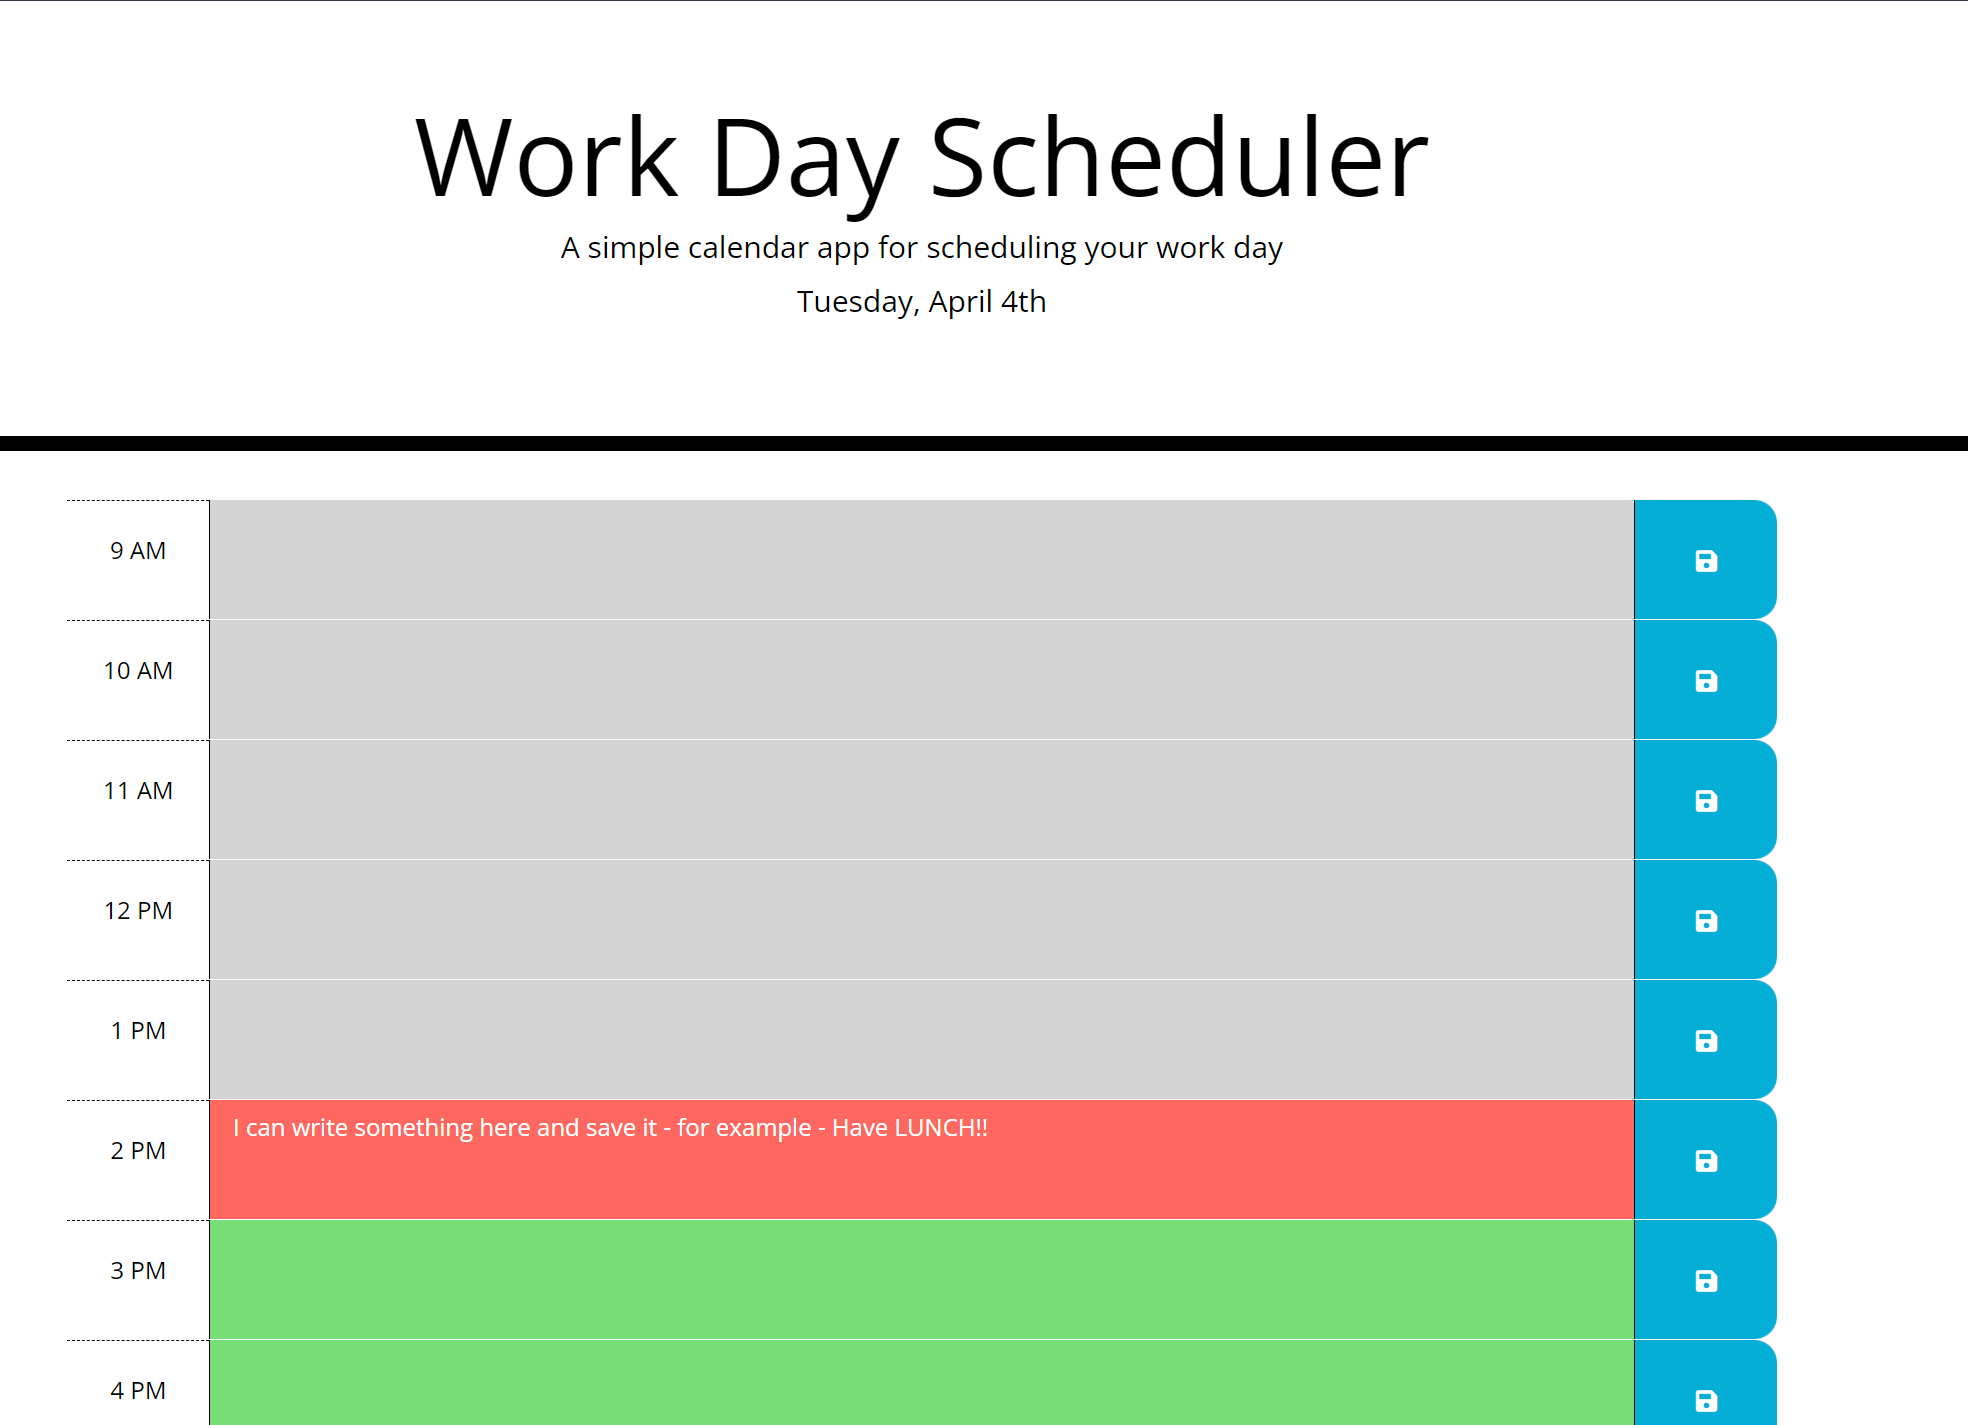 Work Day Scheduler
A simple calendar app for scheduling your work day
Tuesday, April 4th
9 AM
10 AM
11 AM
12 PM
1 PM
2 PM
I can write something here and save it - for example - Have LUNCH!!
3 PM
4 PM